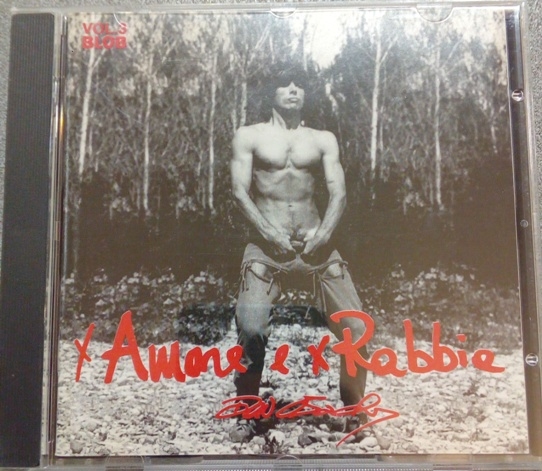 VOL.3
BLOB
x Amore e x Rabbia